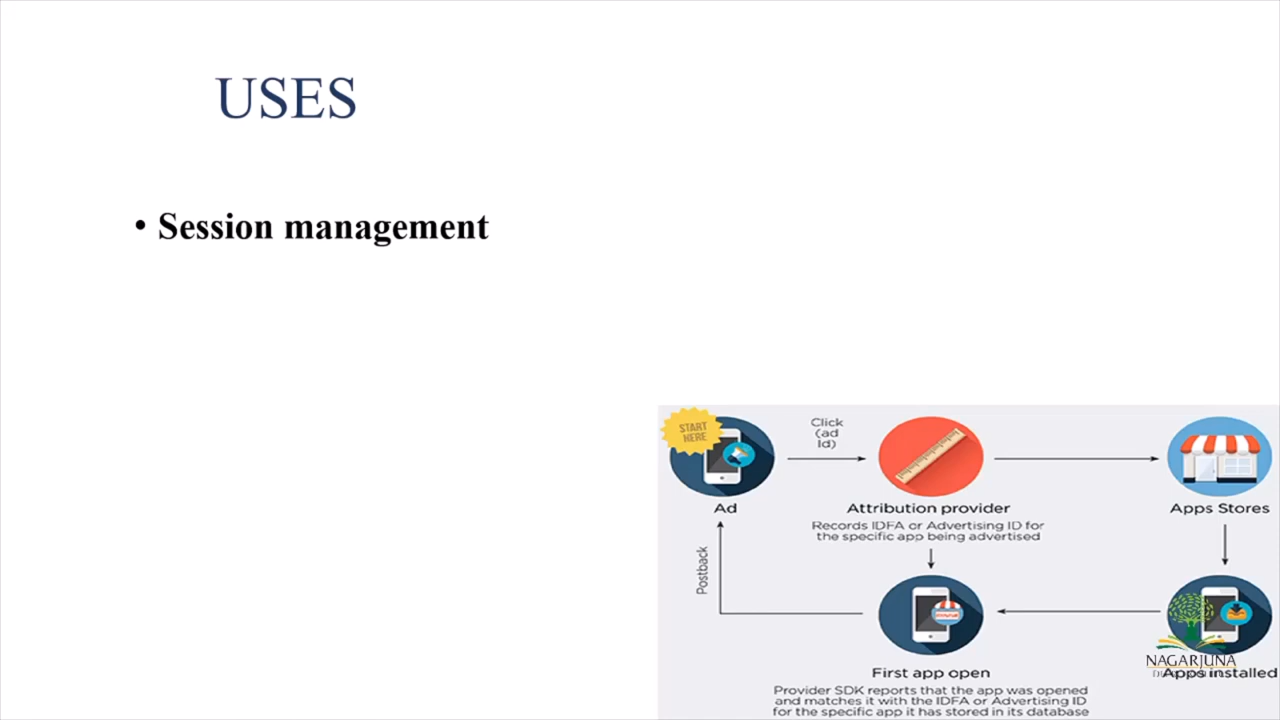 USES
• Session management
START
HERE
Click
(ad
Id)
Ad
Attribution provider
Apps Stores
Records IDFA or Advertising ID for
the specific app being advertised
Postback
NAGARJUNA
First app open
Apps installed
Provider SDK reports that the app was opened
and matches it with the IDFA or Advertising ID
for the specific app it has stored in its database